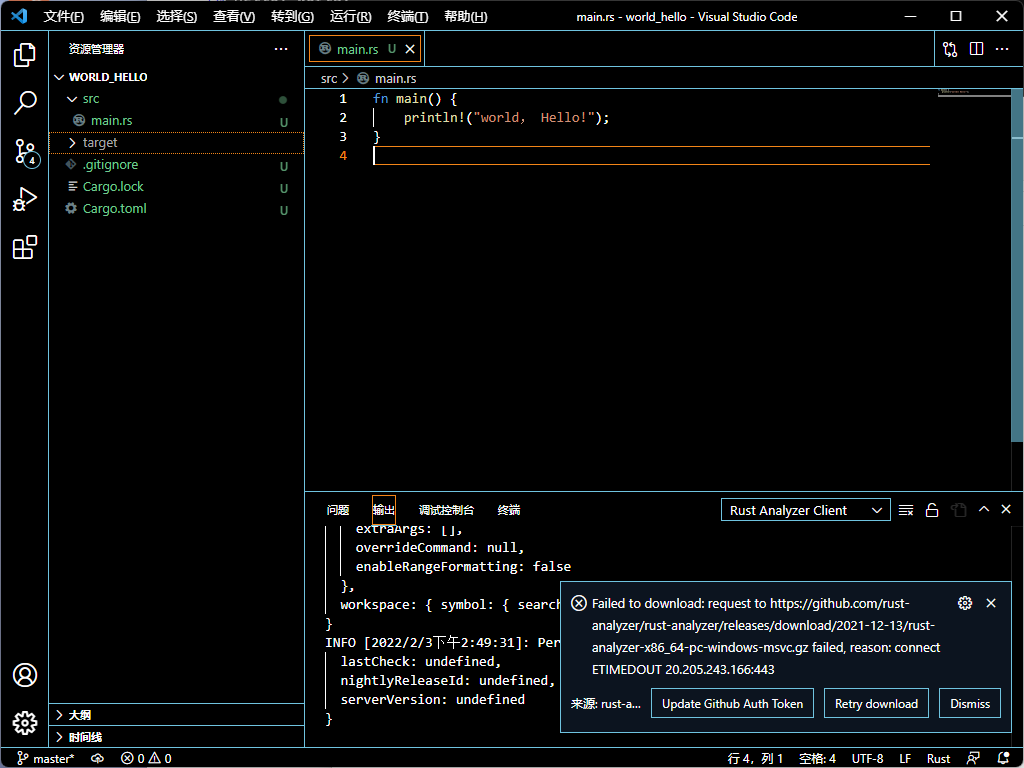 文件(F) 编辑(E) 选择(S) 查看(V) 转到(G) 运行(R) 终端(T) 帮助(H) main.rs - world_hello - Visual Studio Code
资源管理器 ···
WORLD_HELLO
src
main.rs U
target
.gitignore U
Cargo.lock U
Cargo.toml U
4
大纲
时间线
main.rs U
src > main.rs
1 fn main() {
2 println!("world, Hello!");
3 }
4
问题 输出 调试控制台 终端 Rust Analyzer Client
extraArgs: [],
overrideCommand: null,
enableRangeFormatting: false
},
workspace: { symbol: { search
}
INFO [2022/2/3下午2:49:31]: Per
lastCheck: undefined,
nightlyReleaseId: undefined,
serverVersion: undefined
}
Failed to download: request to https://github.com/rust-
analyzer/rust-analyzer/releases/download/2021-12-13/rust-
analyzer-x86_64-pc-windows-msvc.gz failed, reason: connect
ETIMEDOUT 20.205.243.166:443
来源: rust-a... Update Github Auth Token Retry download Dismiss
master* 0 0 行 4，列 1 空格: 4 UTF-8 LF Rust